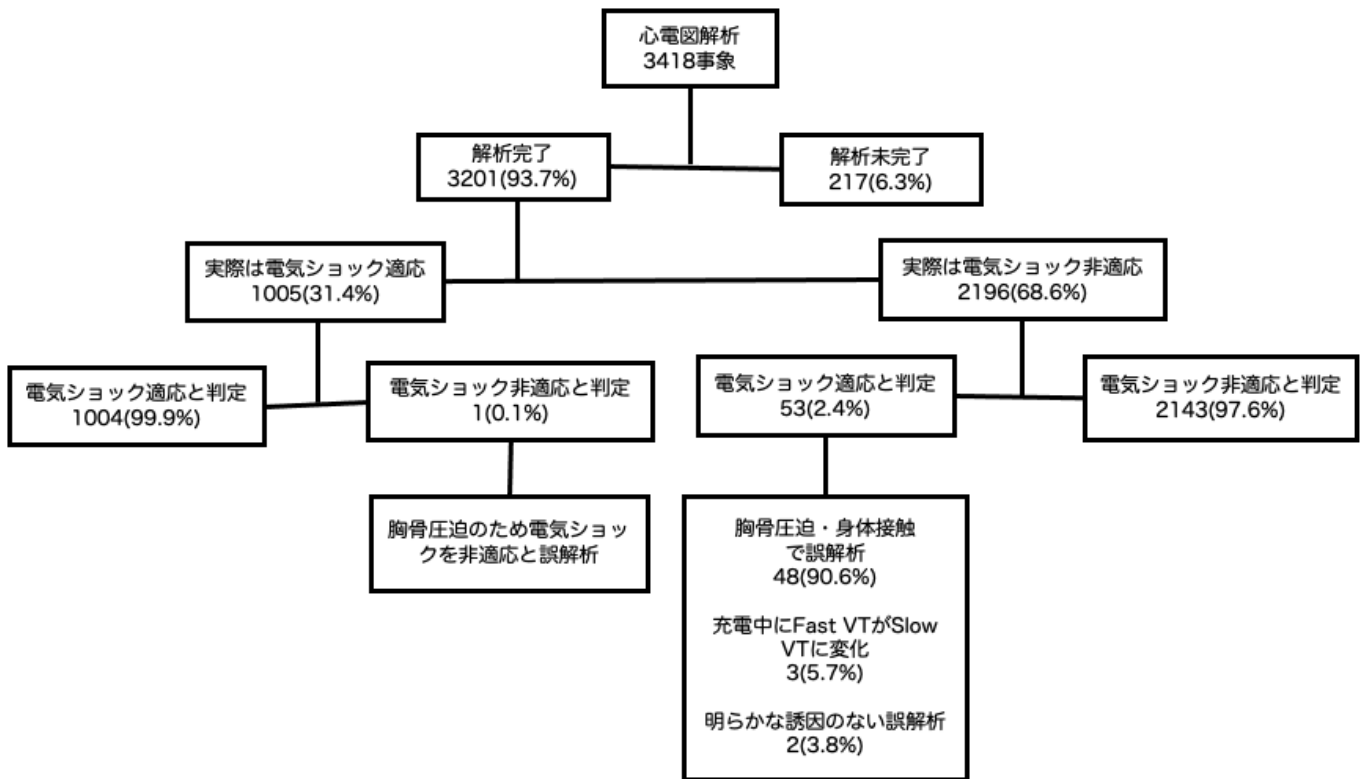 心電図解析
3418事象
解析完了
3201(93.7%)
解析未完了
217(6.3%)
実際は電気ショック適応
1005(31.4%)
実際は電気ショック非適応
2196(68.6%)
電気ショック適応と判定
1004(99.9%)
電気ショック非適応と判定
1(0.1%)
電気ショック適応と判定
53(2.4%)
電気ショック非適応と判定
2143(97.6%)
胸骨圧迫のため電気ショッ
クを非適応と誤解析
胸骨圧迫・身体接触
で誤解析
48(90.6%)
充電中にFast VTがSlow
VTに変化
3(5.7%)
明らかな誘因のない誤解析
2(3.8%)